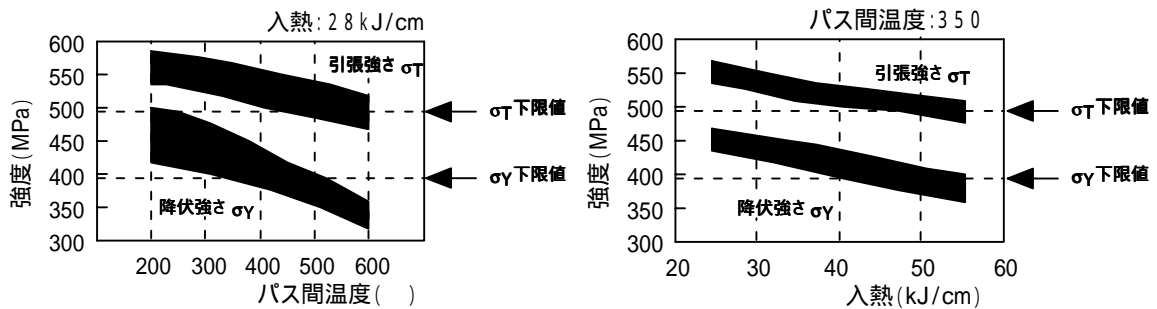 入熱:28kJ/cm
600
550
500
450
400
350
300
強度(MPa)
引張強さ σT
降伏強さ σY
σT下限値
σY下限値
200 300 400 500 600
パス間温度( )
パス間温度:350
600
550
500
450
400
350
300
強度(MPa)
引張強さ σT
降伏強さ σY
σT下限値
σY下限値
20 30 40 50 60
入熱(kJ/cm)